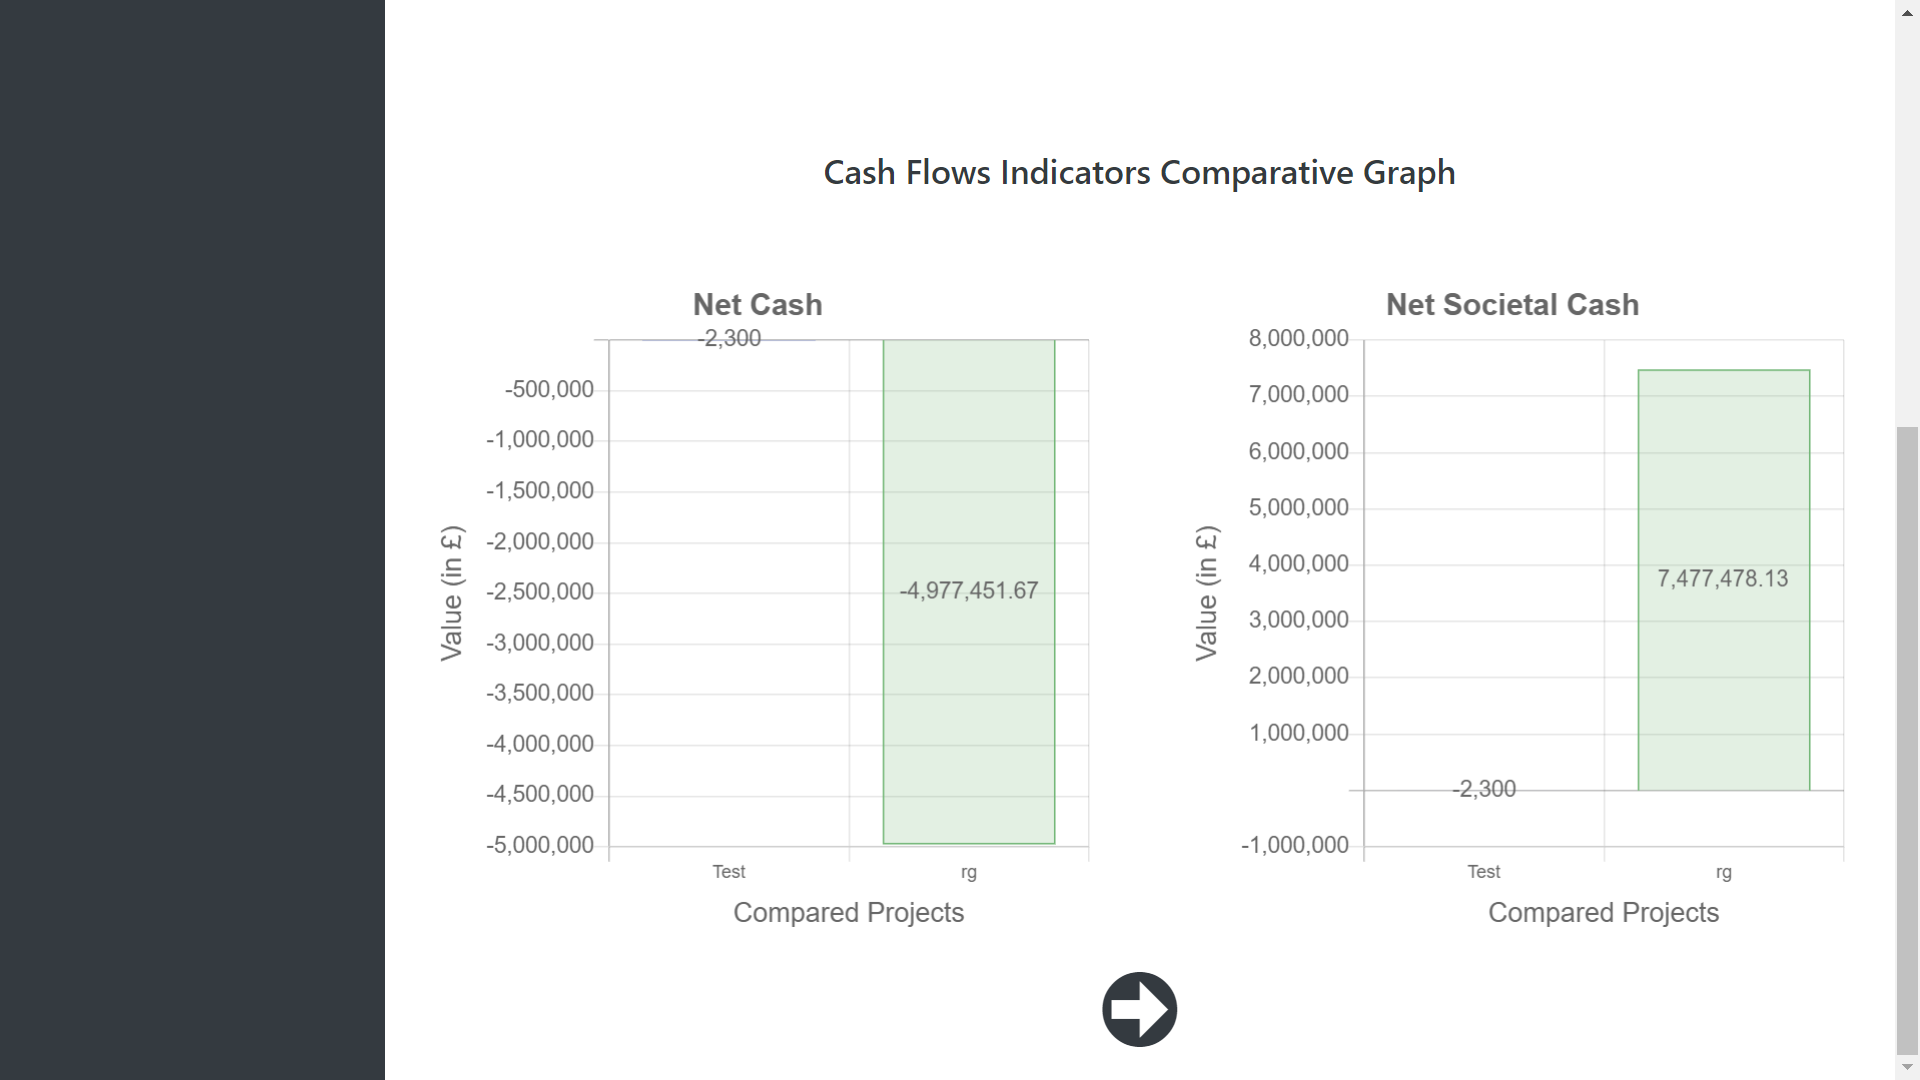 Cash Flows Indicators Comparative Graph
Net Cash
-2,300
-500,000
-1,000,000
-1,500,000
-2,000,000
-2,500,000
-3,000,000
-3,500,000
-4,000,000
-4,500,000
-5,000,000
Value (in £)
-4,977,451.67
Test
rg
Compared Projects
Net Societal Cash
8,000,000
7,000,000
6,000,000
5,000,000
4,000,000
3,000,000
2,000,000
1,000,000
-1,000,000
Value (in £)
7,477,478.13
-2,300
Test
rg
Compared Projects